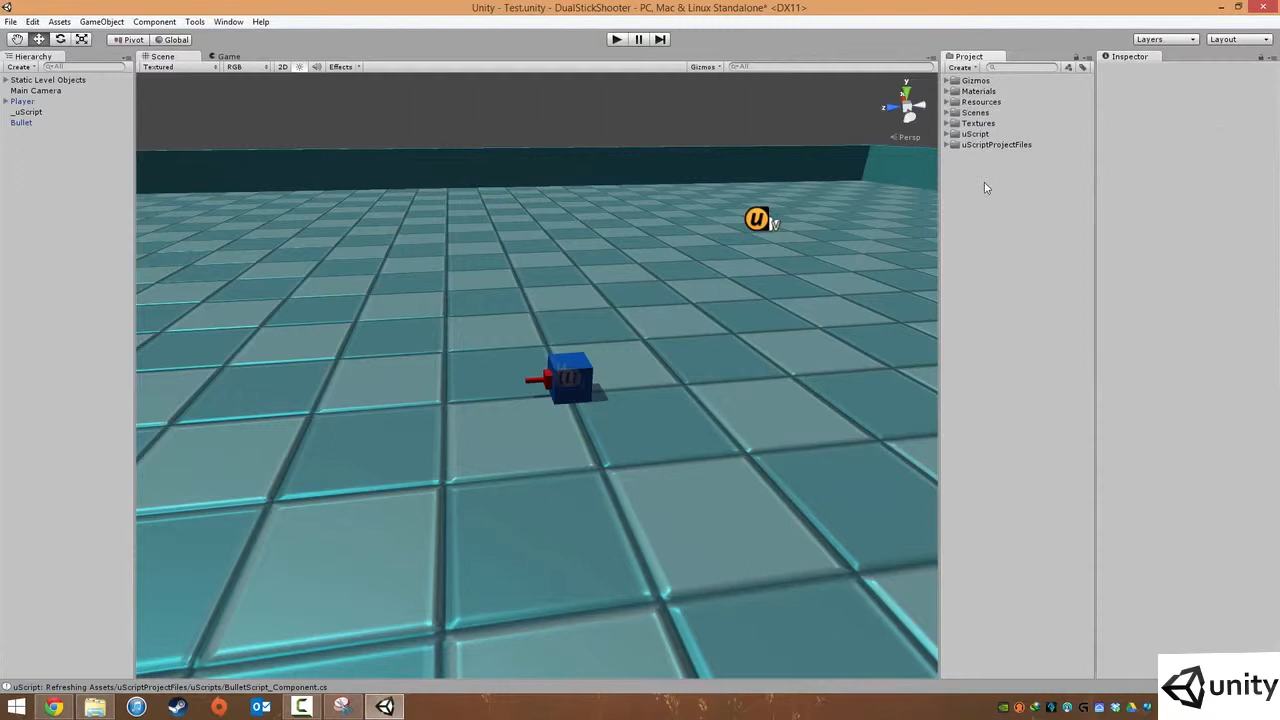 Unity - Test.unity - DualStickShooter - PC, Mac & Linux Standalone* <DX11>
File Edit Assets GameObject Component Tools Window Help
Pivot Global Layers Layout
Hierarchy Scene Game Project Inspector
Create All Textured RGB 2D Effects Gizmos All Create
Static Level Objects
Main Camera
Player
_uScript
Bullet
y
x
z
Persp
Gizmos
Materials
Resources
Scenes
Textures
uScript
uScriptProjectFiles
u
uScript: Refreshing Assets/uScriptProjectFiles/uScripts/BulletScript_Component.cs
unity